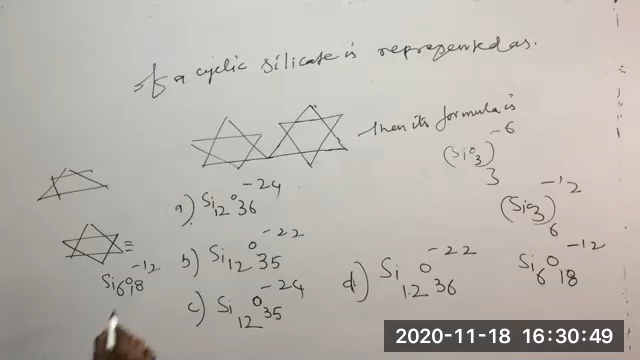 If a cyclic silicate is represented as.
then its formula is
(SiO3)3^-6
a) Si12O36^-24
(SiO3)6^-12
Si6O18^-12
b) Si12O35^-22
d) Si12O36^-22
Si6O18^-12
c) Si12O35^-24
2020-11-18 16:30:49